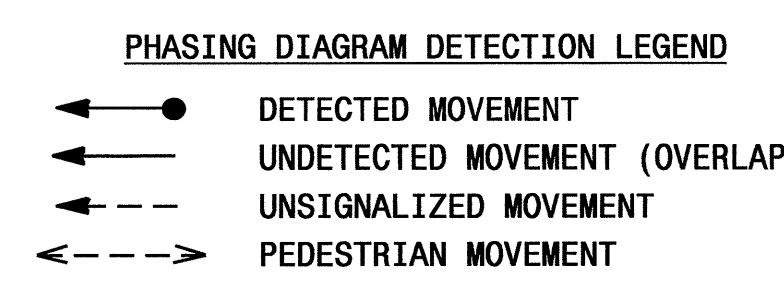 PHASING DIAGRAM DETECTION LEGEND
DETECTED MOVEMENT
UNDETECTED MOVEMENT (OVERLAP
UNSIGNALIZED MOVEMENT
PEDESTRIAN MOVEMENT